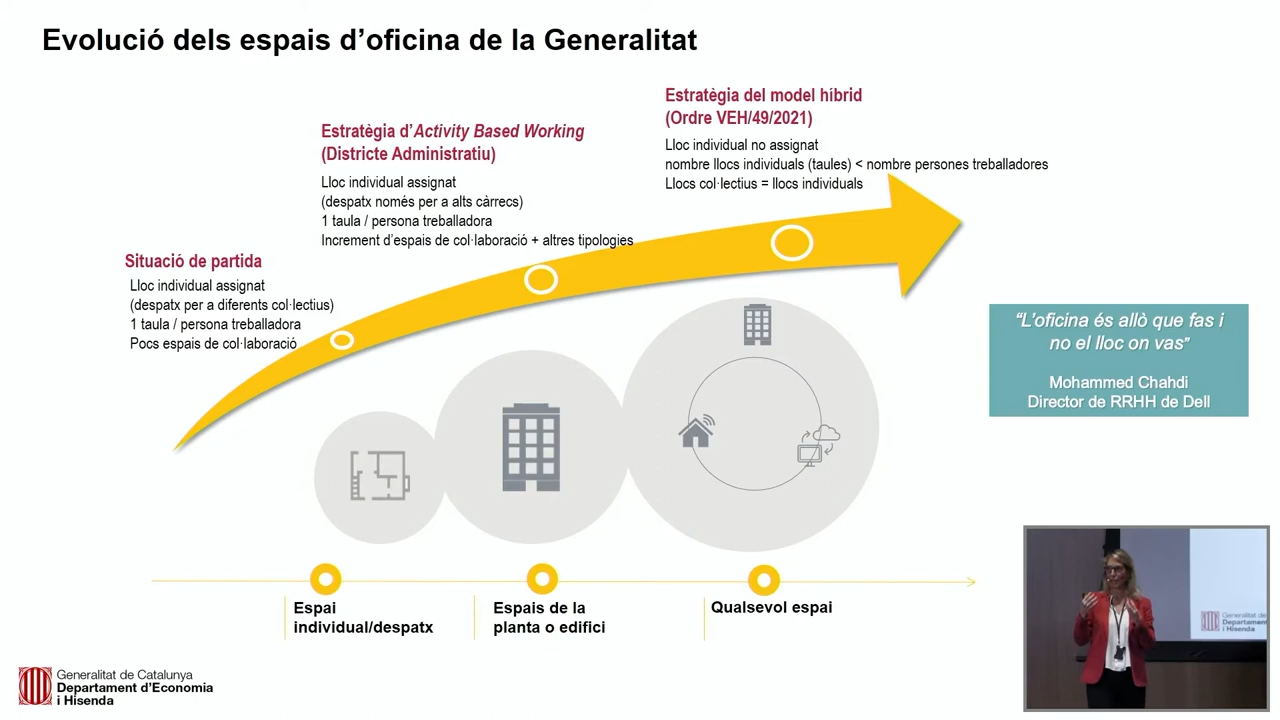 Evolució dels espais d’oficina de la Generalitat
Estratègia del model híbrid
(Ordre VEH/49/2021)
Lloc individual no assignat
nombre llocs individuals (taules) < nombre persones treballadores
Llocs col·lectius = llocs individuals
Estratègia d’Activity Based Working
(Districte Administratiu)
Lloc individual assignat
(despatx només per a alts càrrecs)
1 taula / persona treballadora
Increment d’espais de col·laboració + altres tipologies
Situació de partida
Lloc individual assignat
(despatx per a diferents col·lectius)
1 taula / persona treballadora
Pocs espais de col·laboració
“L’oficina és allò que fas i
no el lloc on vas”
Mohammed Chahdi
Director de RRHH de Dell
Espai
individual/despatx
Espais de la
planta o edifici
Qualsevol espai
Generalitat de Catalunya
Departament d’Economia
i Hisenda
Generalitat de
Departament
i Hisenda